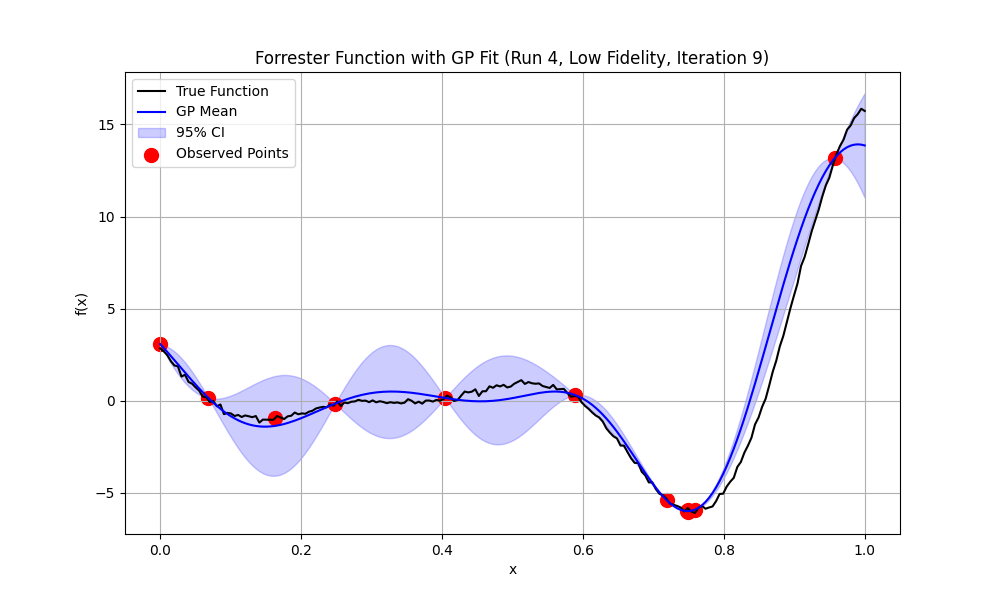 Forrester Function with GP Fit (Run 4, Low Fidelity, Iteration 9)
True Function
GP Mean
95% CI
Observed Points
15
10
5
0
−5
f(x)
0.0
0.2
0.4
0.6
0.8
1.0
x